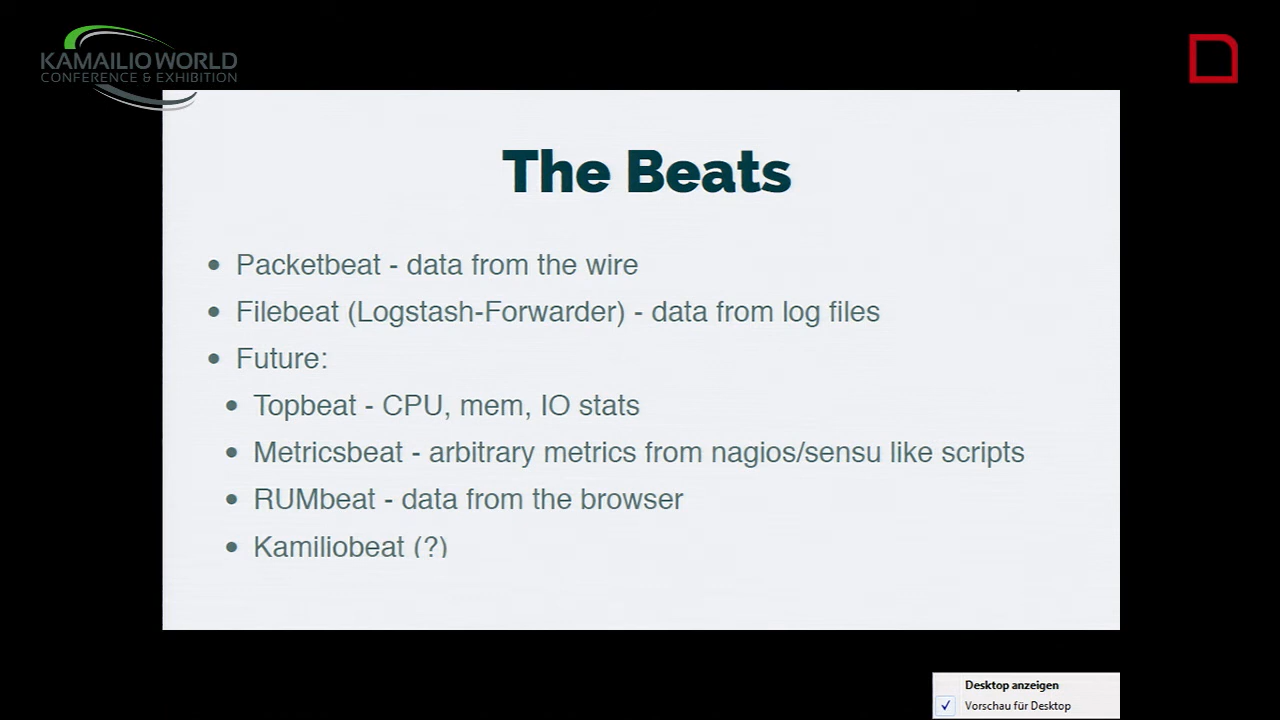 KAMAILIO WORLD
CONFERENCE & EXHIBITION
The Beats
• Packetbeat - data from the wire
• Filebeat (Logstash-Forwarder) - data from log files
• Future:
• Topbeat - CPU, mem, IO stats
• Metricsbeat - arbitrary metrics from nagios/sensu like scripts
• RUMbeat - data from the browser
• Kamiliobeat (?)
Desktop anzeigen
✓ Vorschau für Desktop